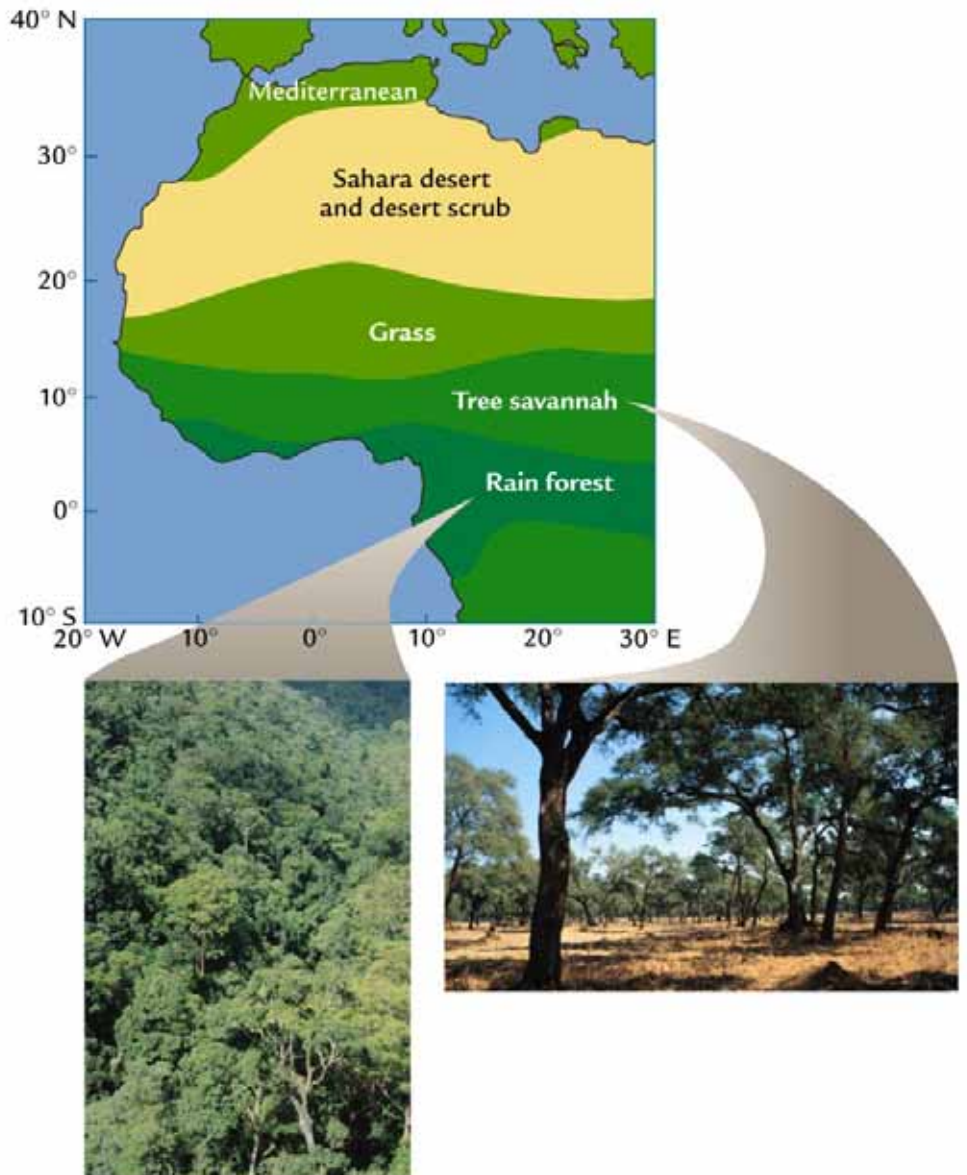 40° N
Mediterranean
30°
Sahara desert
and desert scrub
20°
Grass
10°
Tree savannah
Rain forest
0°
10° S
20° W
10°
0°
10°
20°
30° E